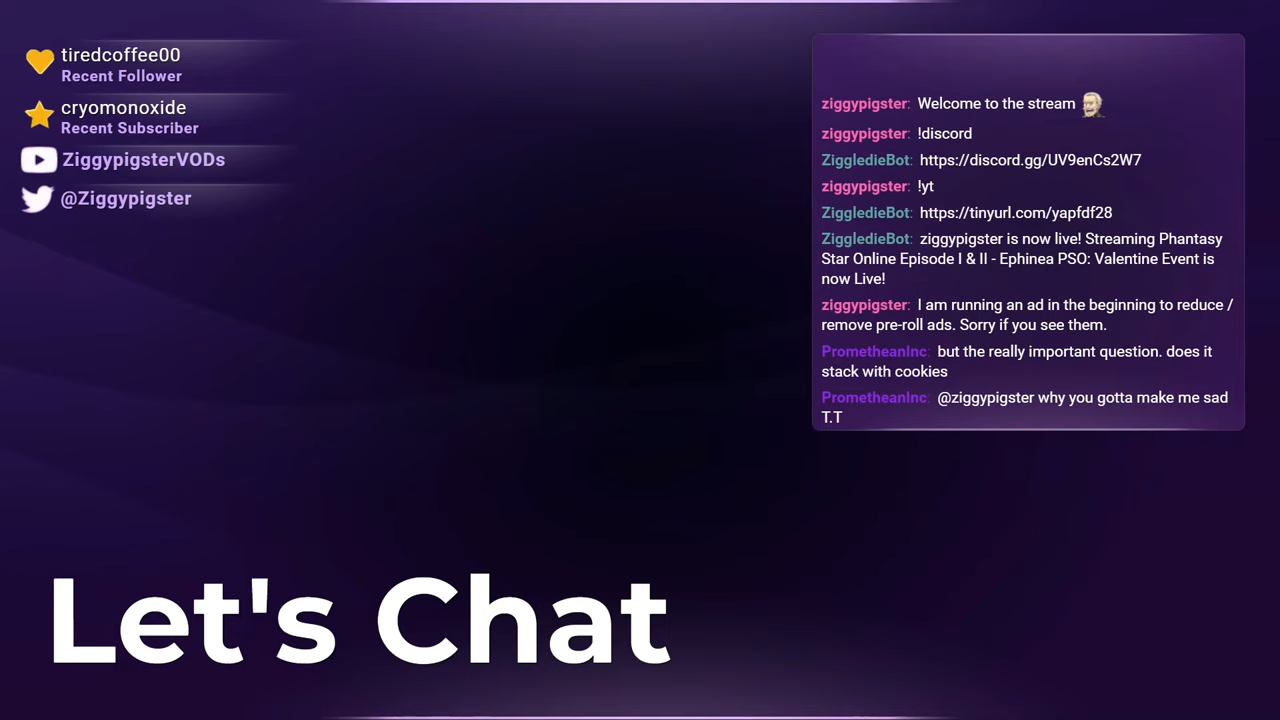 tiredcoffee00
Recent Follower
cryomonoxide
Recent Subscriber
ZiggypigsterVODs
@Ziggypigster
ziggypigster: Welcome to the stream
ziggypigster: !discord
ZiggledieBot: https://discord.gg/UV9enCs2W7
ziggypigster: !yt
ZiggledieBot: https://tinyurl.com/yapfdf28
ZiggledieBot: ziggypigster is now live! Streaming Phantasy
Star Online Episode I & II - Ephinea PSO: Valentine Event is
now Live!
ziggypigster: I am running an ad in the beginning to reduce /
remove pre-roll ads. Sorry if you see them.
PrometheanInc: but the really important question. does it
stack with cookies
PrometheanInc: @ziggypigster why you gotta make me sad
T.T
Let's Chat